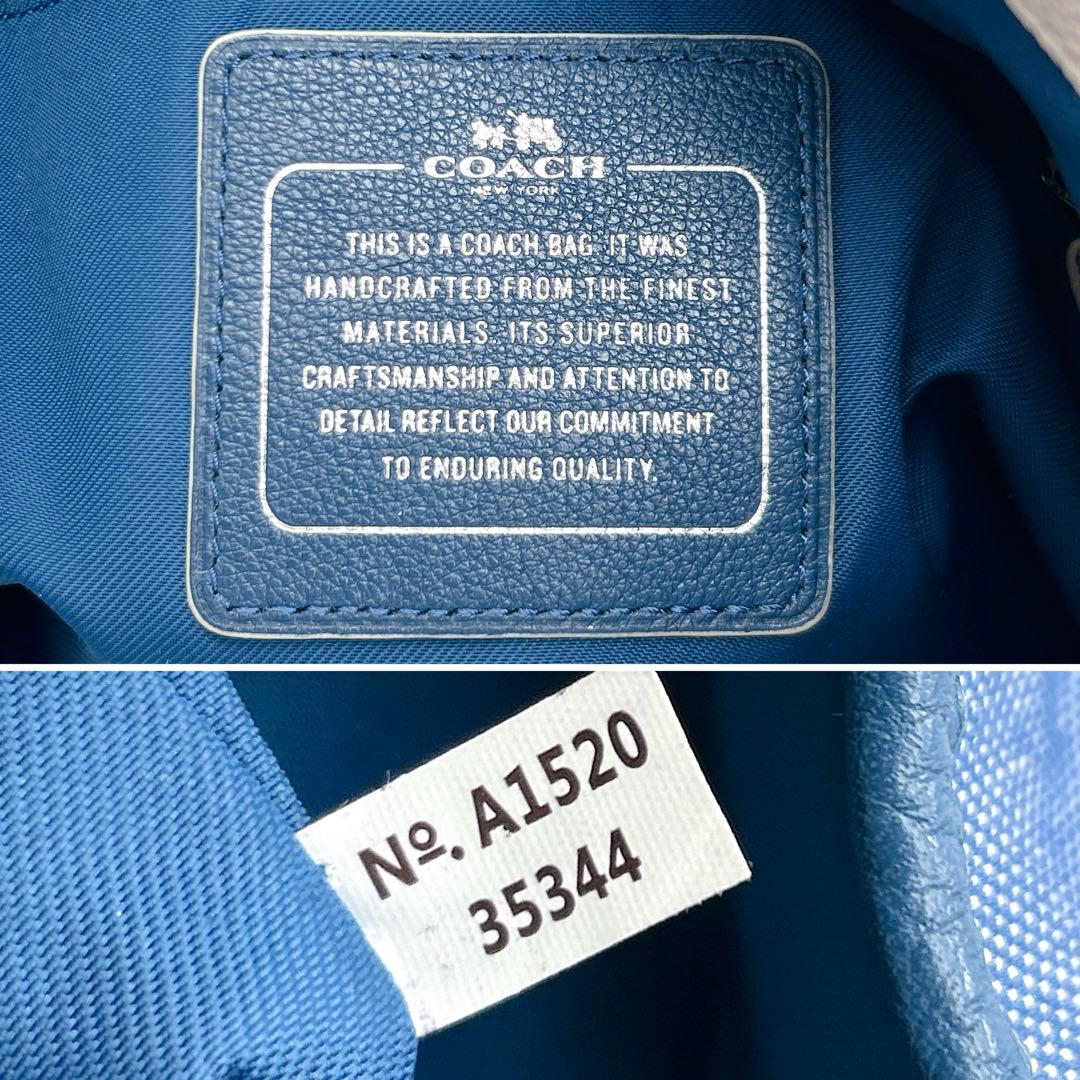 COACH
NEW YORK
THIS IS A COACH BAG. IT WAS
HANDCRAFTED FROM THE FINEST
MATERIALS. ITS SUPERIOR
CRAFTSMANSHIP AND ATTENTION TO
DETAIL REFLECT OUR COMMITMENT
TO ENDURING QUALITY.
Nº. A1520
35344